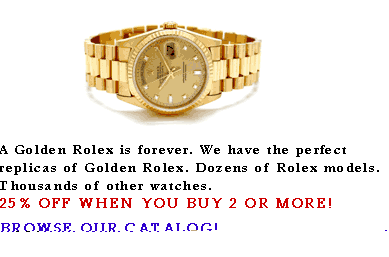 A Golden Rolex is forever. We have the perfect
replicas of Golden Rolex. Dozens of Rolex models.
Thousands of other watches.
25% OFF WHEN YOU BUY 2 OR MORE!
BROWSE OUR CATALOG!